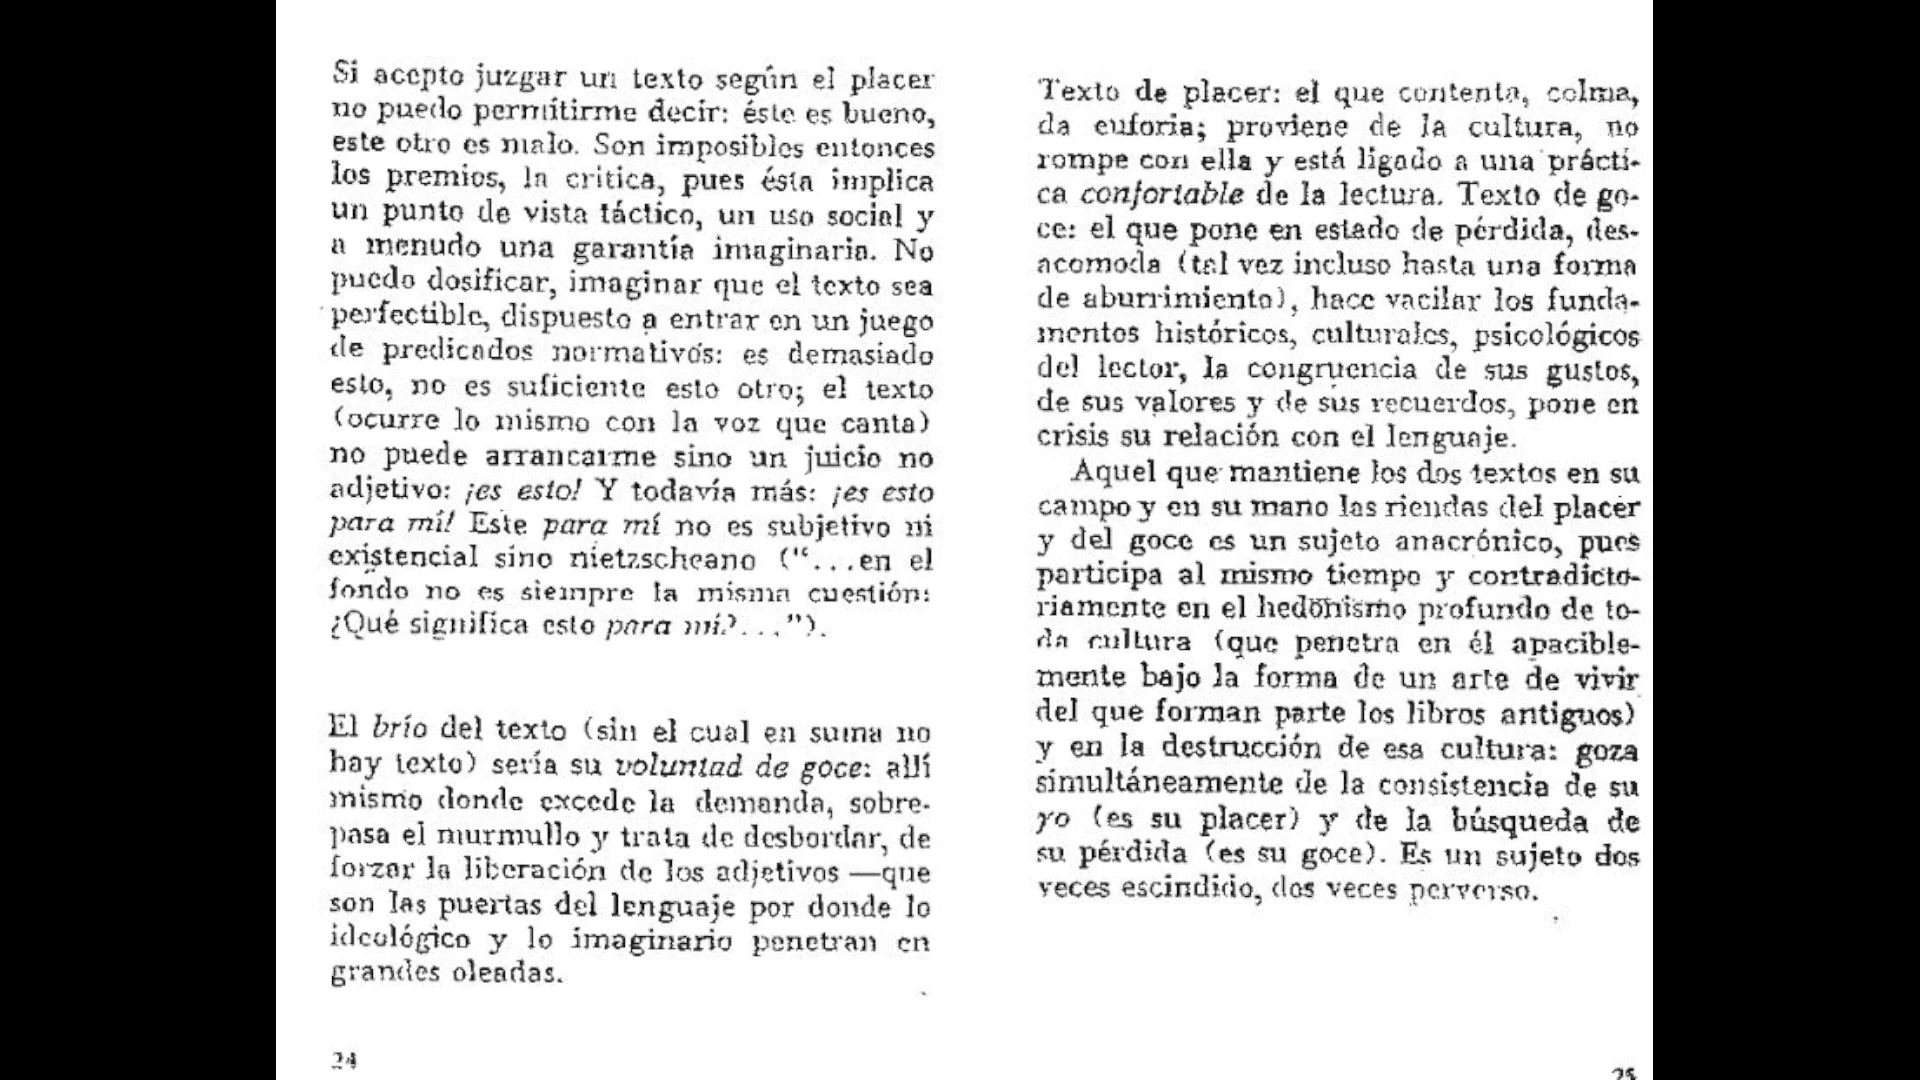 Si acepto juzgar un texto según el placer
no puedo permitirme decir: éste es bueno,
este otro es malo. Son imposibles entonces
los premios, la crítica, pues ésta implica
un punto de vista táctico, un uso social y
a menudo una garantía imaginaria. No
puedo dosificar, imaginar que el texto sea
perfectible, dispuesto a entrar en un juego
de predicados normativos: es demasiado
esto, no es suficiente esto otro; el texto
(ocurre lo mismo con la voz que canta)
no puede arrancarme sino un juicio no
adjetivo: ¡es esto! Y todavía más: ¡es esto
para mí! Este para mí no es subjetivo ni
existencial sino nietzscheano ("...en el
fondo no es siempre la misma cuestión:
¿Qué significa esto para mí?...").
El brío del texto (sin el cual en suma no
hay texto) sería su voluntad de goce: allí
mismo donde excede la demanda, sobre-
pasa el murmullo y trata de desbordar, de
forzar la liberación de los adjetivos —que
son las puertas del lenguaje por donde lo
ideológico y lo imaginario penetran en
grandes oleadas.
24
Texto de placer: el que contenta, colma,
da euforia; proviene de la cultura, no
rompe con ella y está ligado a una prácti-
ca confortable de la lectura. Texto de go-
ce: el que pone en estado de pérdida, des-
acomoda (tal vez incluso hasta una forma
de aburrimiento), hace vacilar los funda-
mentos históricos, culturales, psicológicos
del lector, la congruencia de sus gustos,
de sus valores y de sus recuerdos, pone en
crisis su relación con el lenguaje.
Aquel que mantiene los dos textos en su
campo y en su mano las riendas del placer
y del goce es un sujeto anacrónico, pues
participa al mismo tiempo y contradicto-
riamente en el hedonismo profundo de to-
da cultura (que penetra en él apacible-
mente bajo la forma de un arte de vivir
del que forman parte los libros antiguos)
y en la destrucción de esa cultura: goza
simultáneamente de la consistencia de su
yo (es su placer) y de la búsqueda de
su pérdida (es su goce). Es un sujeto dos
veces escindido, dos veces perverso.
25